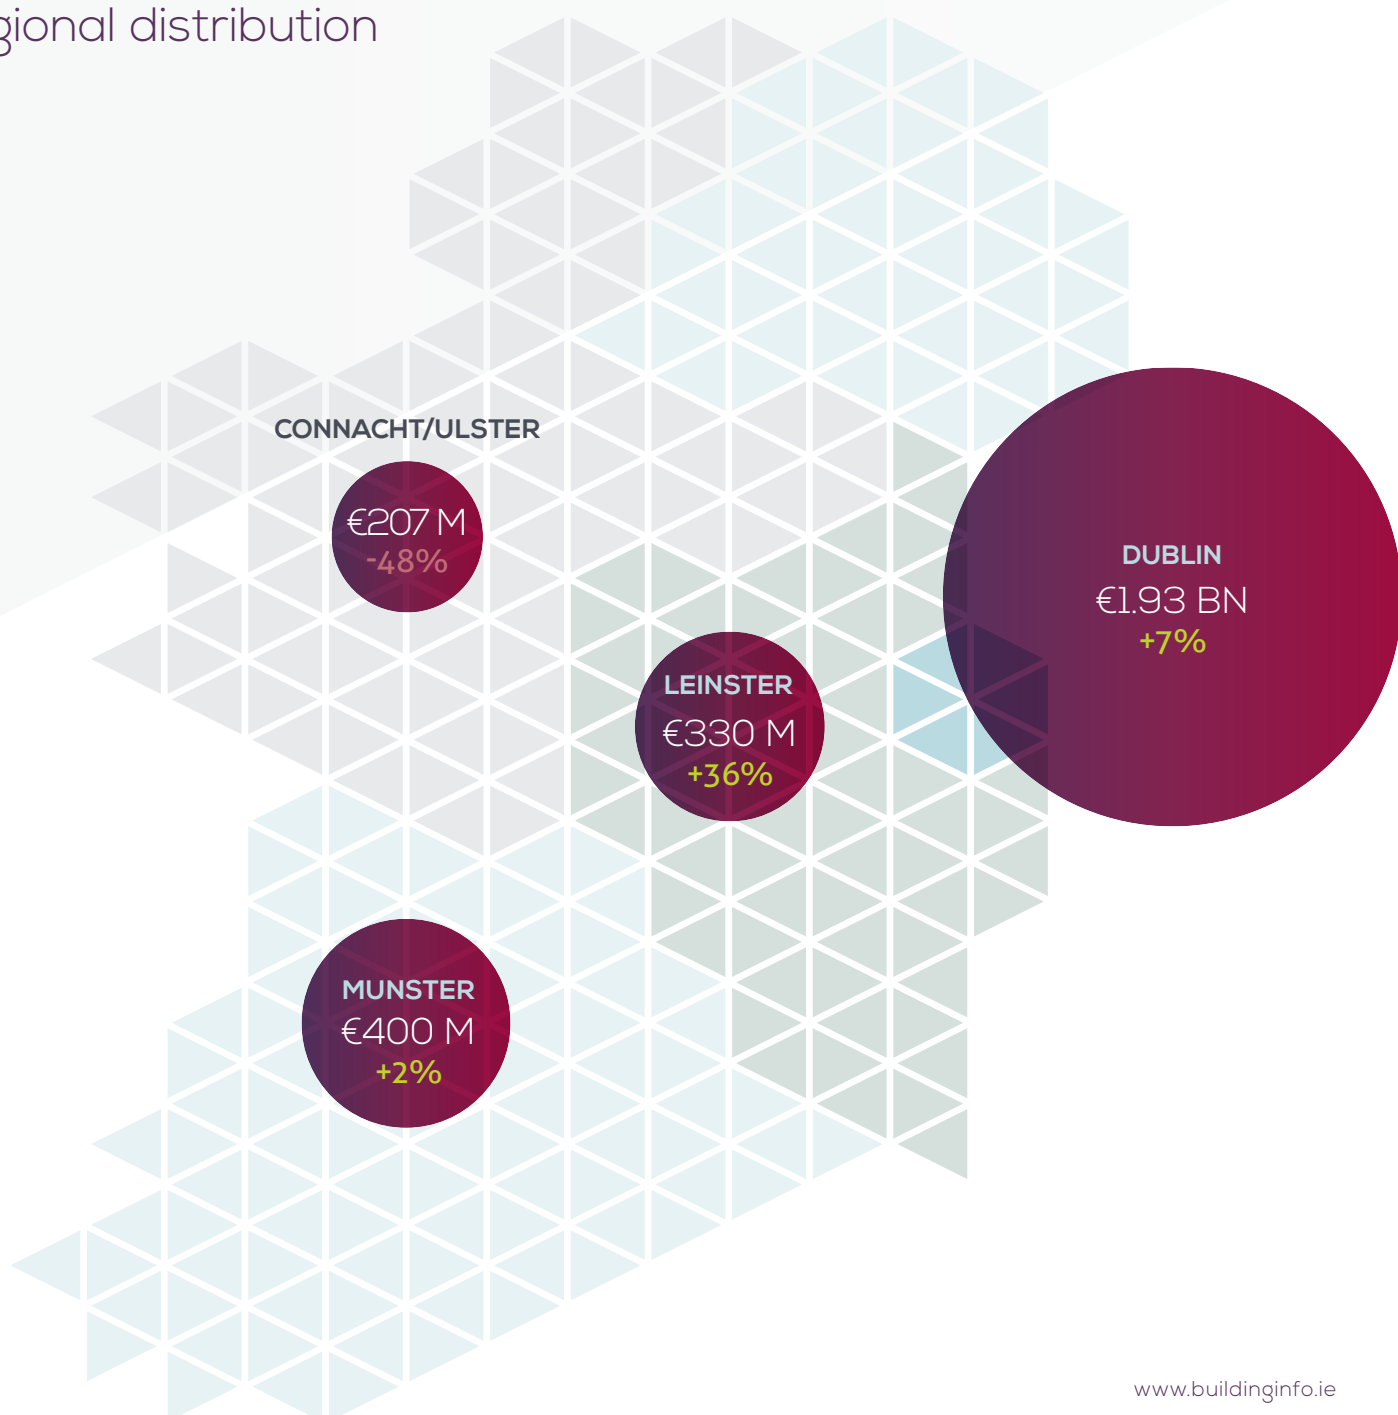 gional distribution
CONNACHT/ULSTER
€207 M
-48%
DUBLIN
€1.93 BN
+7%
LEINSTER
€330 M
+36%
MUNSTER
€400 M
+2%
www.buildinginfo.ie